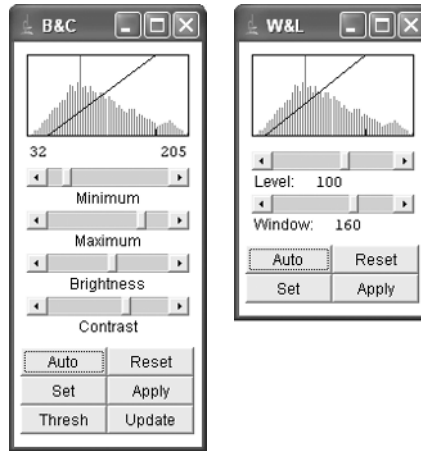 B&C
32 205
Minimum
Maximum
Brightness
Contrast
Auto Reset
Set Apply
Thresh Update
W&L
Level: 100
Window: 160
Auto Reset
Set Apply